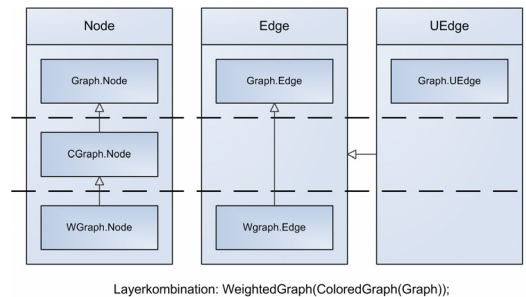 Node Edge UEdge
Graph.Node Graph.Edge Graph.UEdge
CGraph.Node
WGraph.Node Wgraph.Edge
Layerkombination: WeightedGraph(ColoredGraph(Graph));